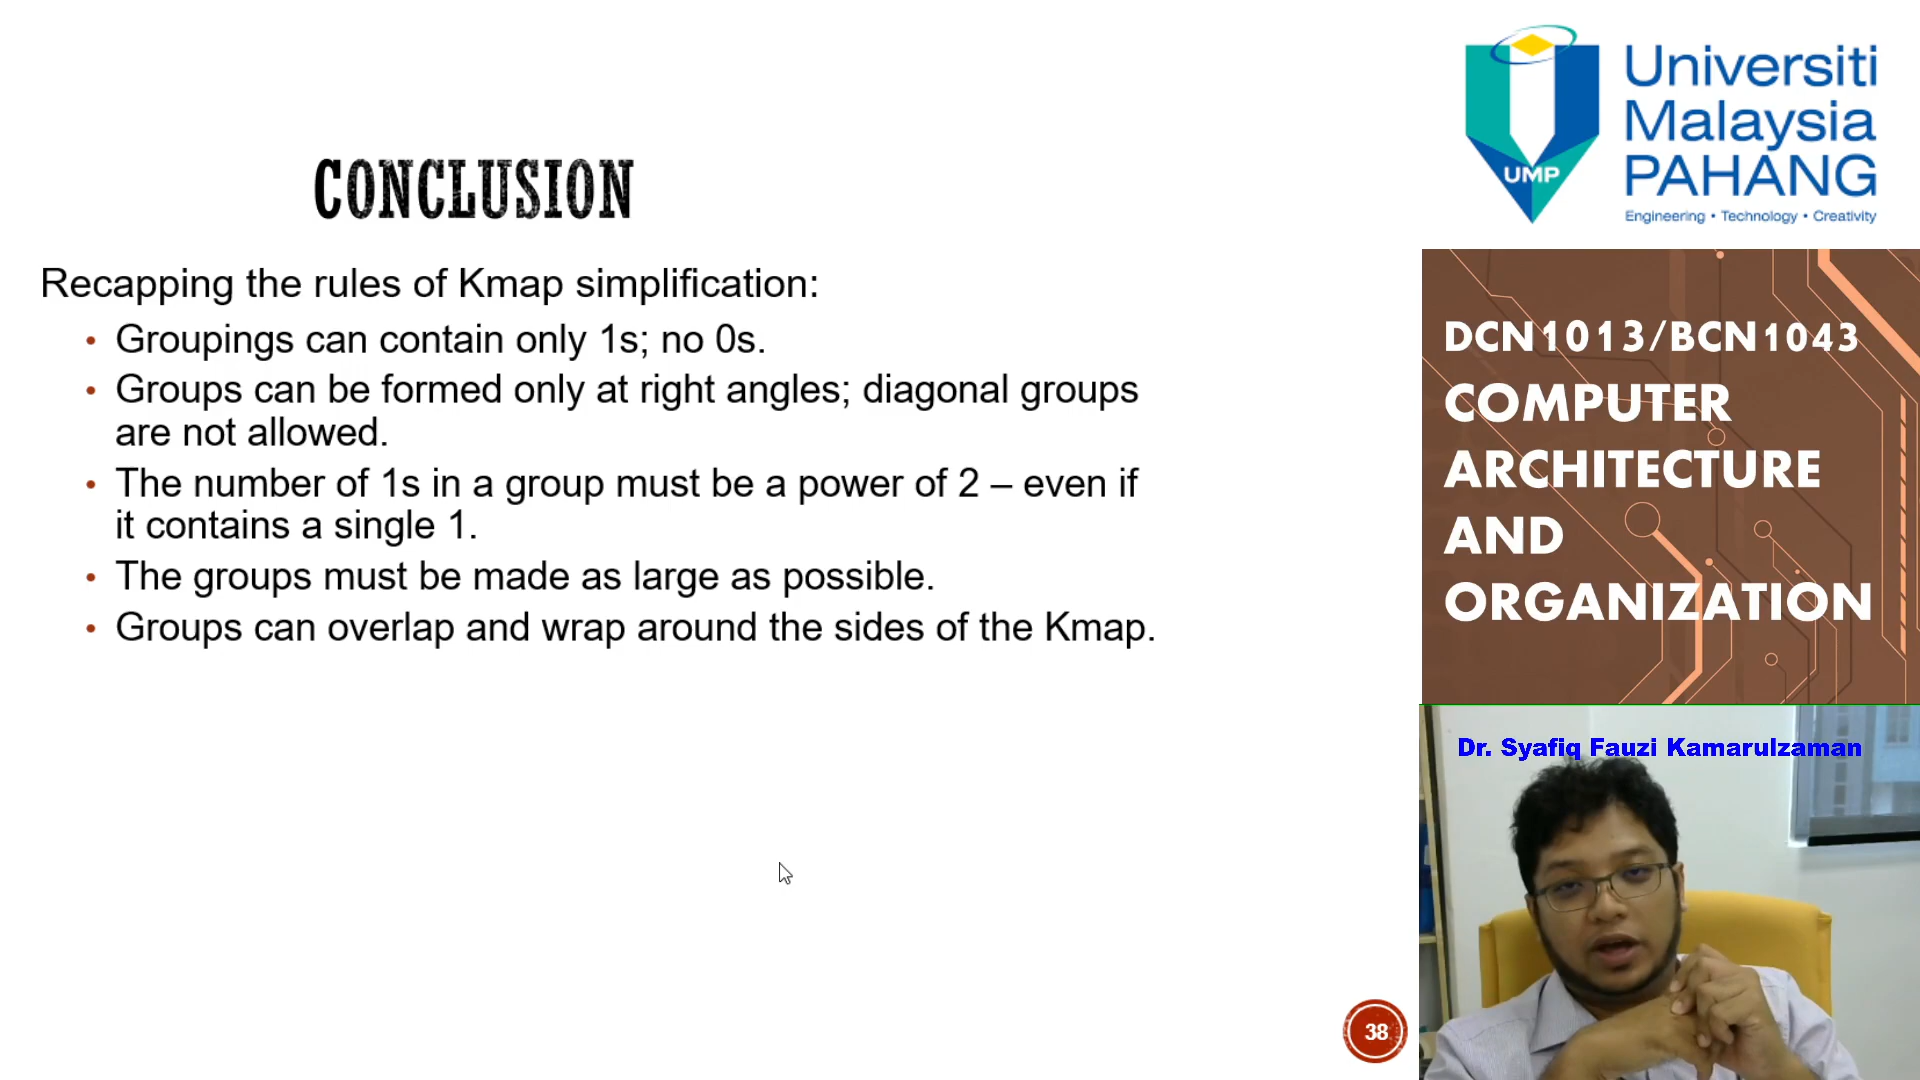 CONCLUSION
Recapping the rules of Kmap simplification:
• Groupings can contain only 1s; no 0s.
• Groups can be formed only at right angles; diagonal groups
are not allowed.
• The number of 1s in a group must be a power of 2 – even if
it contains a single 1.
• The groups must be made as large as possible.
• Groups can overlap and wrap around the sides of the Kmap.
38
UMP
Universiti
Malaysia
PAHANG
Engineering • Technology • Creativity
DCN1013/BCN1043
COMPUTER
ARCHITECTURE
AND
ORGANIZATION
Dr. Syafiq Fauzi Kamarulzaman